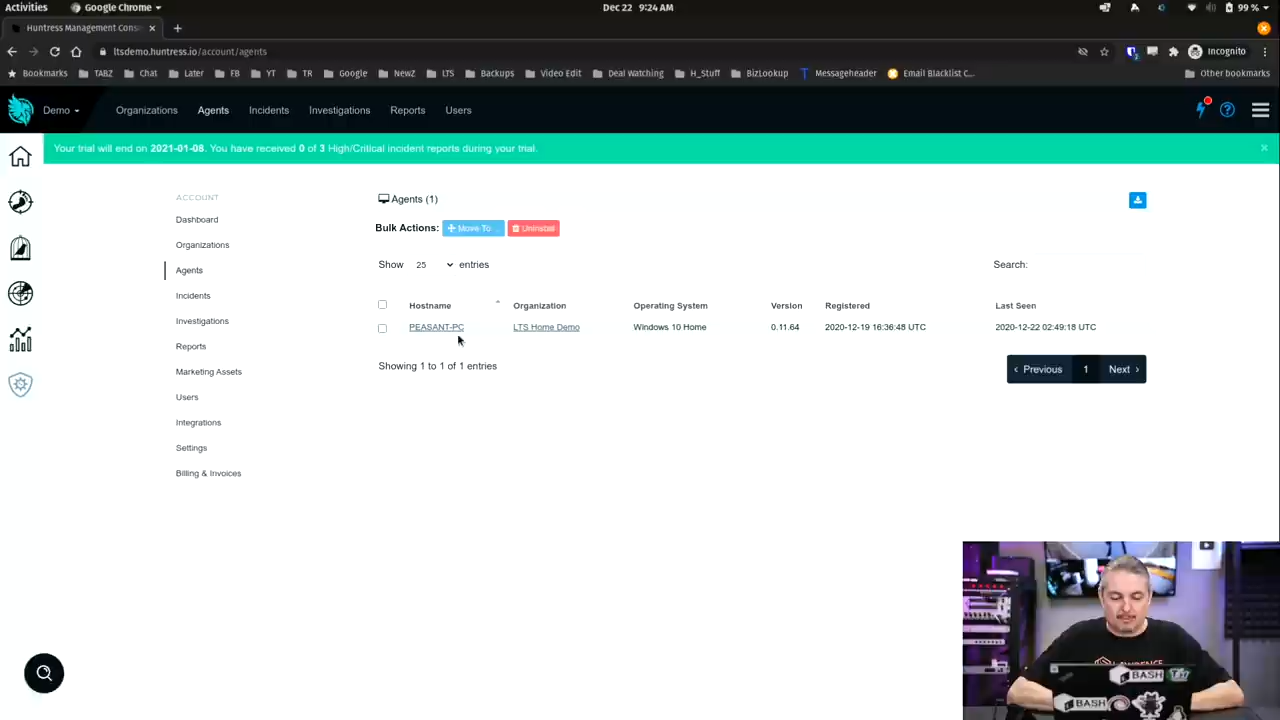 Activities
Google Chrome
Dec 22 9:24 AM
99 %
Huntress Management Cons
ltsdemo.huntress.io/account/agents
Incognito
Bookmarks TABZ Chat Later FB YT TR Google NewZ LTS Backups Video Edit Deal Watching H_Stuff BizLookup Messageheader Email Blacklist C... Other bookmarks
Demo Organizations Agents Incidents Investigations Reports Users
Your trial will end on 2021-01-08. You have received 0 of 3 High/Critical incident reports during your trial.
ACCOUNT
Dashboard
Organizations
Agents
Incidents
Investigations
Reports
Marketing Assets
Users
Integrations
Settings
Billing & Invoices
Agents (1)
Bulk Actions: Move To ... Uninstall
Show 25 entries
Search:
Hostname Organization Operating System Version Registered Last Seen
PEASANT-PC LTS Home Demo Windows 10 Home 0.11.64 2020-12-19 16:36:48 UTC 2020-12-22 02:49:18 UTC
Showing 1 to 1 of 1 entries
‹ Previous 1 Next ›
LAWRENCE
BASH
BASH